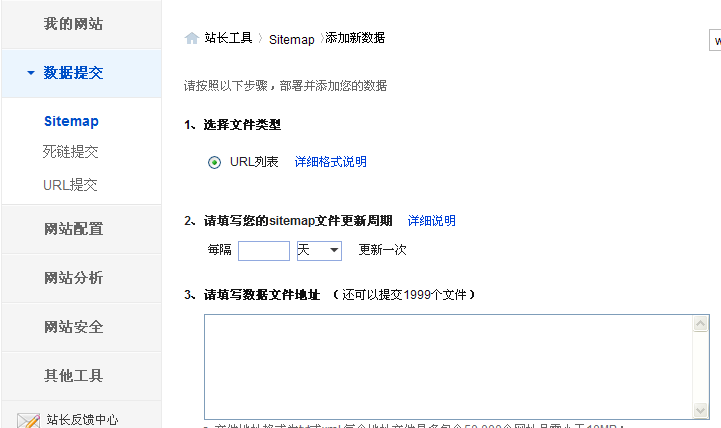 我的网站
数据提交
Sitemap
死链提交
URL提交
网站配置
网站分析
网站安全
其他工具
站长反馈中心
站长工具 〉 Sitemap 〉添加新数据
请按照以下步骤，部署并添加您的数据
1、选择文件类型
URL列表 详细格式说明
2、请填写您的sitemap文件更新周期 详细说明
每隔 天 更新一次
3、请填写数据文件地址 （还可以提交1999个文件）